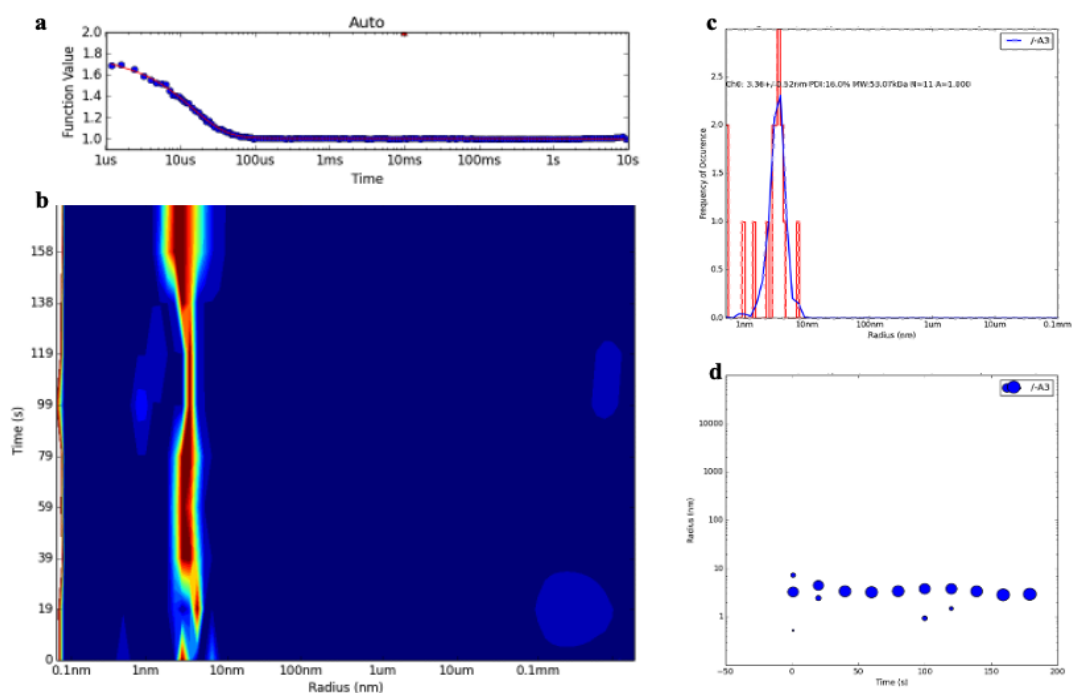 a
Auto
2.0
1.8
1.6
1.4
1.2
1.0
Function Value
1us 10us 100us 1ms 10ms 100ms 1s 10s
Time
b
158
138
119
99
79
59
39
19
0
Time (s)
0.1nm 1nm 10nm 100nm 1um 10um 0.1mm
Radius (nm)
c
/-A3
2.5
2.0
1.5
1.0
0.5
0.0
Frequency of Occurence
1nm 10nm 100nm 1um 10um 0.1mm
Radius (nm)
d
/-A3
10000
1000
100
10
1
Radius (nm)
−50 0 50 100 150 200
Time (s)